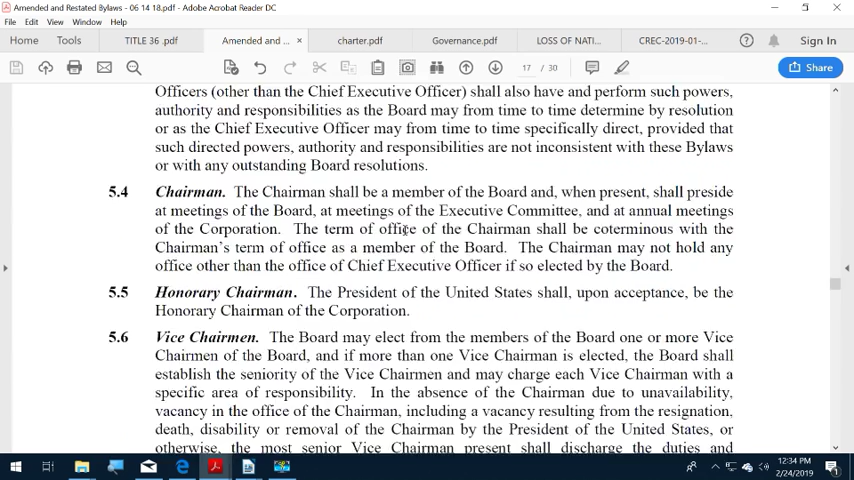 Amended and Restated Bylaws - 06 14 18.pdf - Adobe Acrobat Reader DC
File Edit View Window Help
Home Tools TITLE 36 .pdf Amended and ... × charter.pdf Governance.pdf LOSS OF NATI... CREC-2019-01-... Sign In
17 / 30 Share
Officers (other than the Chief Executive Officer) shall also have and perform such powers,
authority and responsibilities as the Board may from time to time determine by resolution
or as the Chief Executive Officer may from time to time specifically direct, provided that
such directed powers, authority and responsibilities are not inconsistent with these Bylaws
or with any outstanding Board resolutions.
5.4 Chairman. The Chairman shall be a member of the Board and, when present, shall preside
at meetings of the Board, at meetings of the Executive Committee, and at annual meetings
of the Corporation. The term of office of the Chairman shall be coterminous with the
Chairman's term of office as a member of the Board. The Chairman may not hold any
office other than the office of Chief Executive Officer if so elected by the Board.
5.5 Honorary Chairman. The President of the United States shall, upon acceptance, be the
Honorary Chairman of the Corporation.
5.6 Vice Chairmen. The Board may elect from the members of the Board one or more Vice
Chairmen of the Board, and if more than one Vice Chairman is elected, the Board shall
establish the seniority of the Vice Chairmen and may charge each Vice Chairman with a
specific area of responsibility. In the absence of the Chairman due to unavailability,
vacancy in the office of the Chairman, including a vacancy resulting from the resignation,
death, disability or removal of the Chairman by the President of the United States, or
otherwise, the most senior Vice Chairman present shall discharge the duties and
12:34 PM
2/24/2019